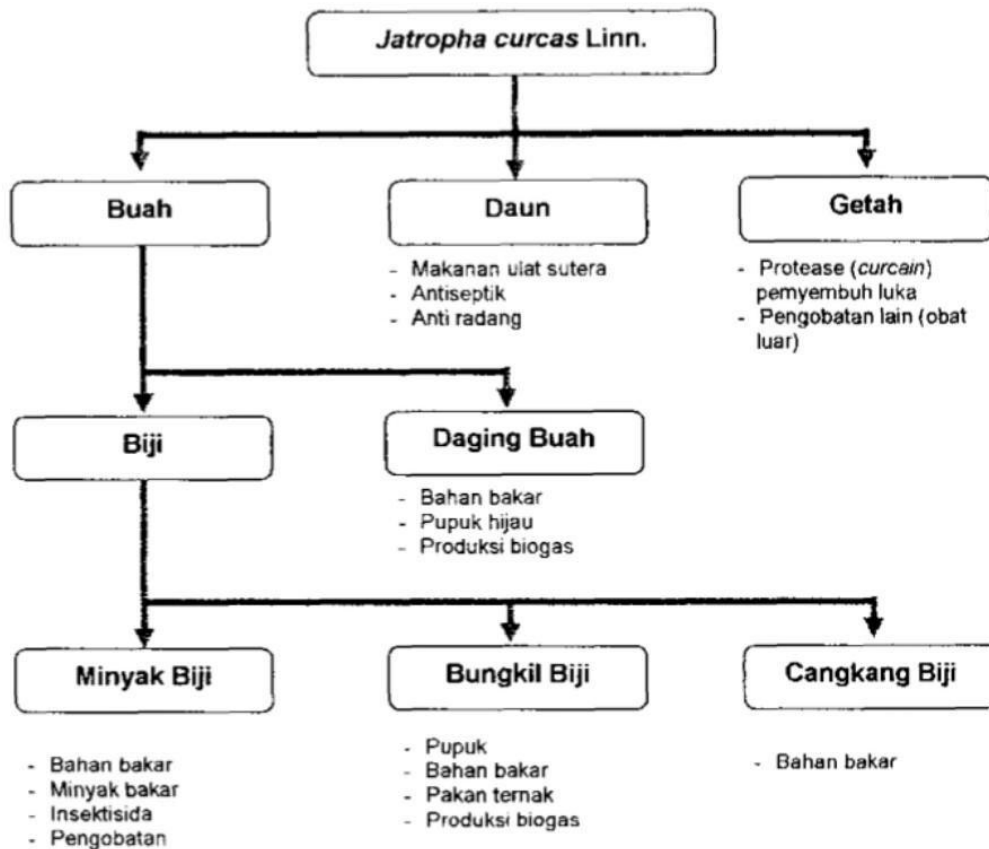 Jatropha curcas Linn.
Buah
Daun
Getah
- Makanan ulat sutera
- Antiseptik
- Anti radang
- Protease (curcain)
pemyembuh luka
- Pengobatan lain (obat
luar)
Biji
Daging Buah
- Bahan bakar
- Pupuk hijau
- Produksi biogas
Minyak Biji
Bungkil Biji
Cangkang Biji
- Bahan bakar
- Minyak bakar
- Insektisida
- Pengobatan
- Pupuk
- Bahan bakar
- Pakan ternak
- Produksi biogas
- Bahan bakar